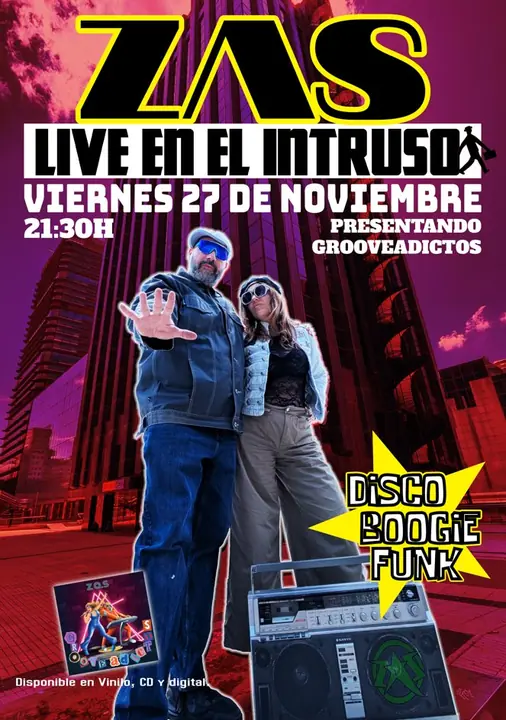 ZAS
LIVE EN EL INTRUSO
VIERNES 27 DE NOVIEMBRE
21:30H
PRESENTANDO
GROOVEADICTOS
DISCO
BOOGIE
FUNK
ZAS
Disponible en Vinilo, CD y digital.